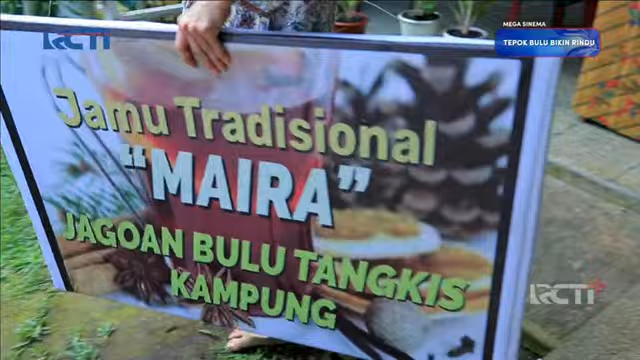 RCTI
MEGA SINEMA
TEPOK BULU BIKIN RINDU
Jamu Tradisional
“MAIRA”
JAGOAN BULU TANGKIS
KAMPUNG
RCTI+